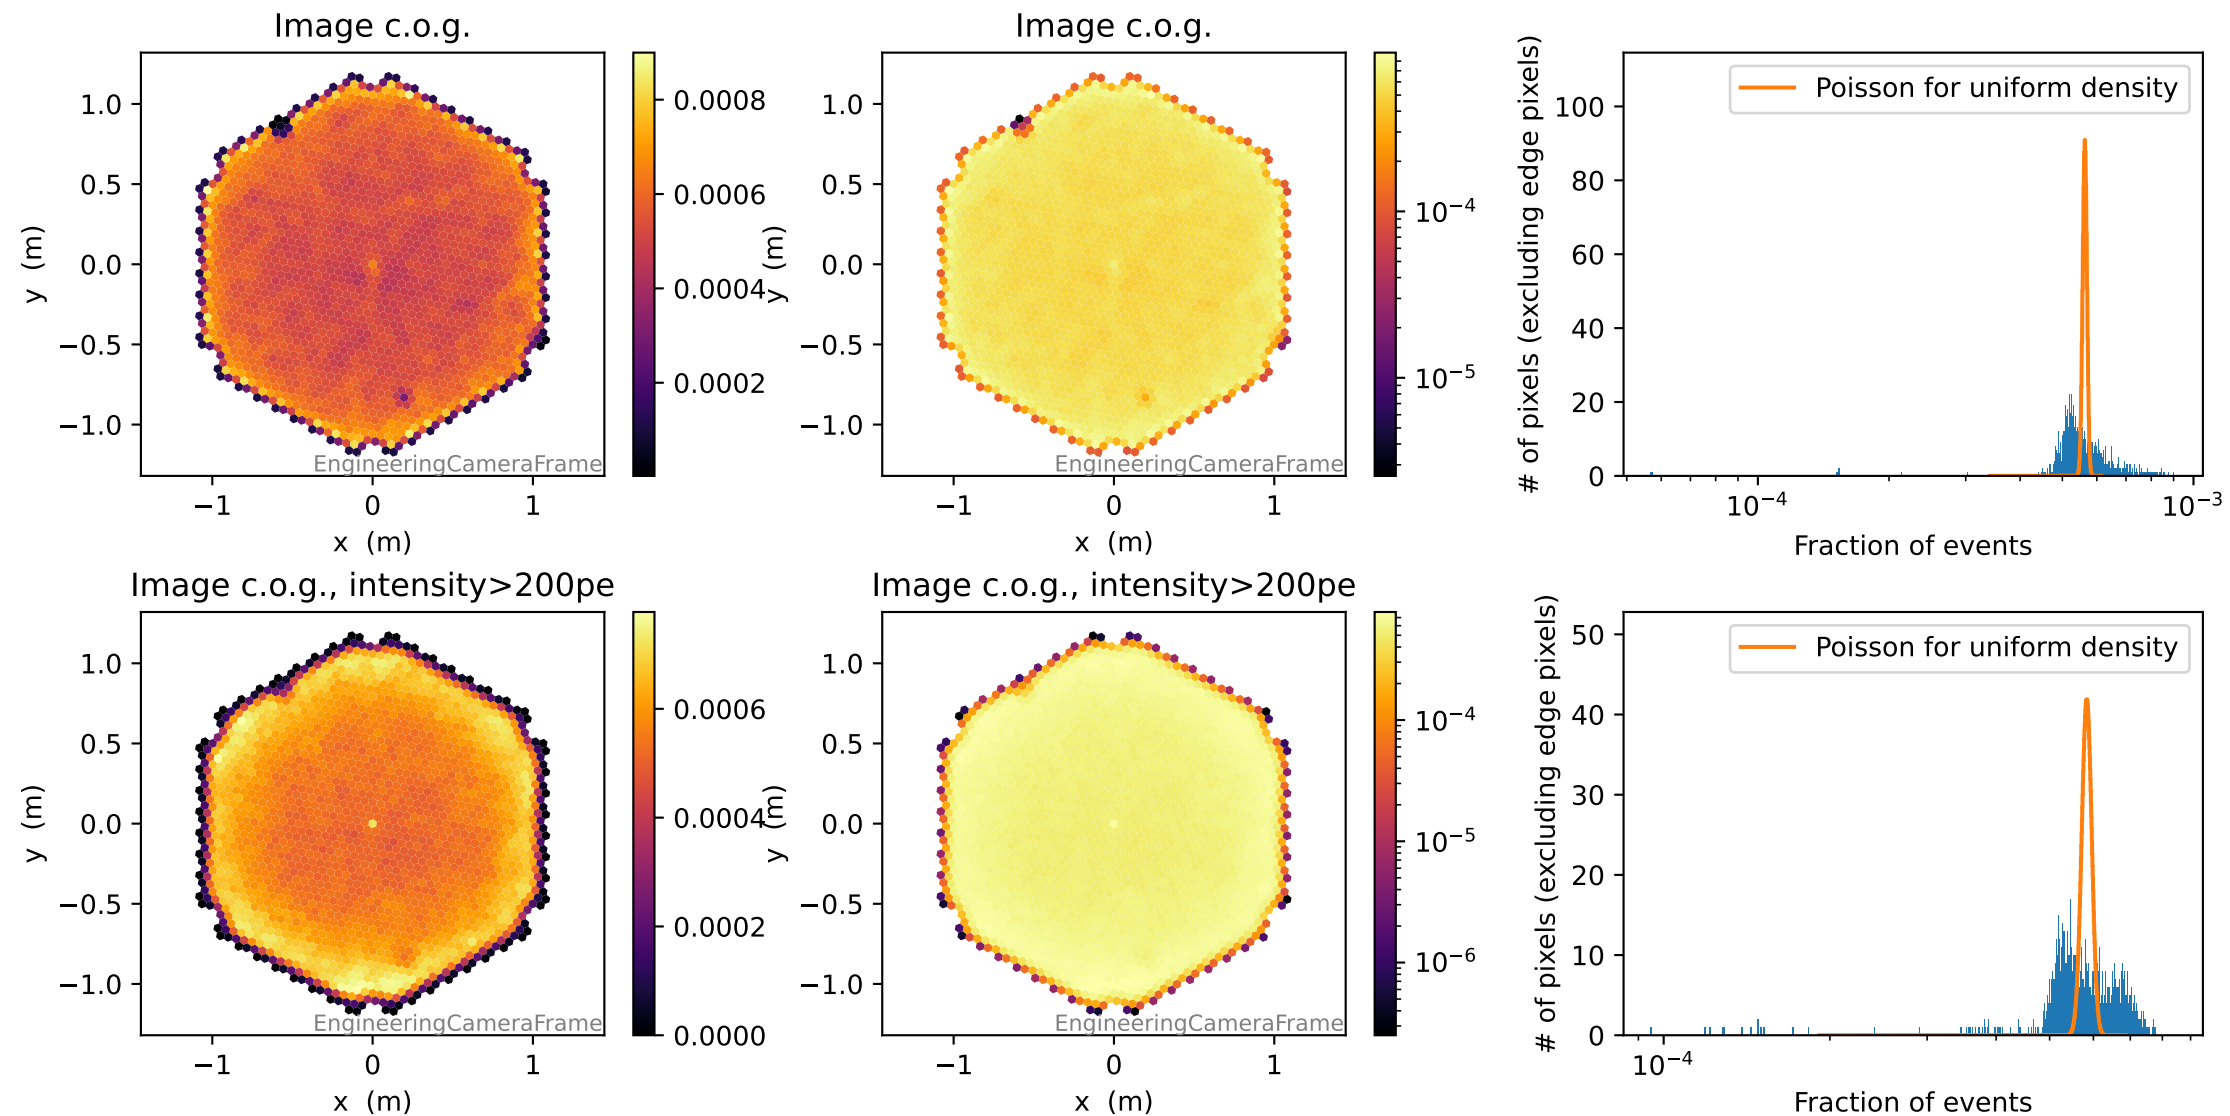 Image c.o.g.
y (m)
1.0
0.5
0.0
−0.5
−1.0
−1
0
1
x (m)
EngineeringCameraFrame
0.0008
0.0006
0.0004
0.0002
Image c.o.g.
y (m)
1.0
0.5
0.0
−0.5
−1.0
−1
0
1
x (m)
EngineeringCameraFrame
10⁻⁴
10⁻⁵
# of pixels (excluding edge pixels)
100
80
60
40
20
0
Poisson for uniform density
10⁻⁴
10⁻³
Fraction of events
Image c.o.g., intensity>200pe
y (m)
1.0
0.5
0.0
−0.5
−1.0
−1
0
1
x (m)
EngineeringCameraFrame
0.0006
0.0004
0.0002
0.0000
Image c.o.g., intensity>200pe
y (m)
1.0
0.5
0.0
−0.5
−1.0
−1
0
1
x (m)
EngineeringCameraFrame
10⁻⁴
10⁻⁵
10⁻⁶
# of pixels (excluding edge pixels)
50
40
30
20
10
0
Poisson for uniform density
10⁻⁴
Fraction of events